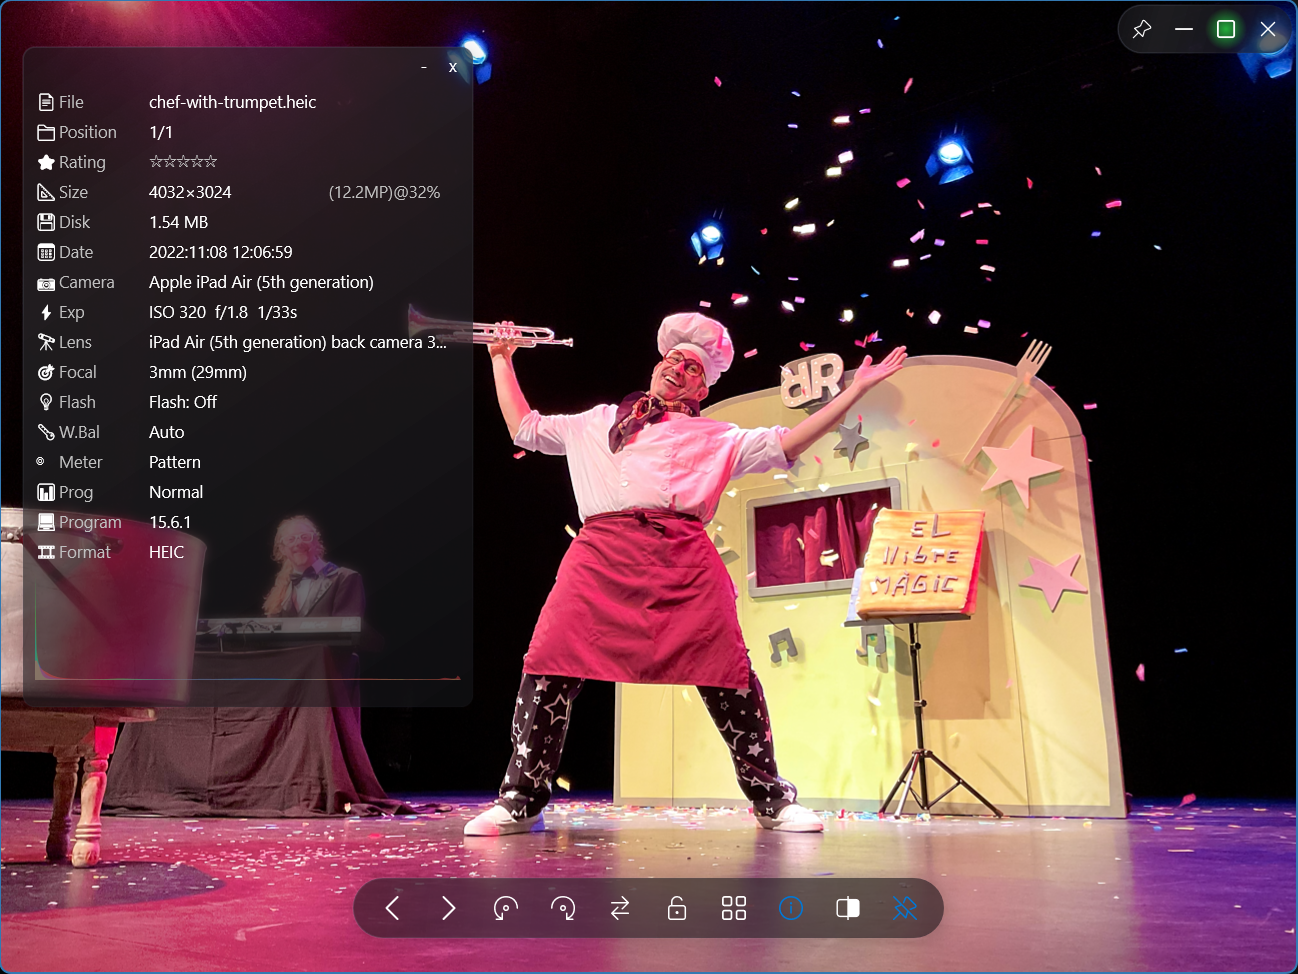 - x
File chef-with-trumpet.heic
Position 1/1
Rating ☆☆☆☆☆
Size 4032×3024 (12.2MP)@32%
Disk 1.54 MB
Date 2022:11:08 12:06:59
Camera Apple iPad Air (5th generation)
Exp ISO 320 f/1.8 1/33s
Lens iPad Air (5th generation) back camera 3...
Focal 3mm (29mm)
Flash Flash: Off
W.Bal Auto
Meter Pattern
Prog Normal
Program 15.6.1
Format HEIC
EL
llibRE
MÀGIC